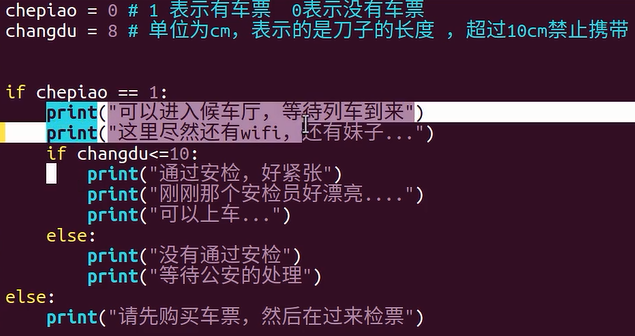 chepiao = 0 # 1 表示有车票  0表示没有车票
changdu = 8 # 单位为cm，表示的是刀子的长度 ，超过10cm禁止携带
if chepiao == 1:
    print("可以进入候车厅，等待列车到来")
    print("这里尽然还有wifi，还有妹子...")
    if changdu<=10:
        print("通过安检，好紧张")
        print("刚刚那个安检员好漂亮....")
        print("可以上车...")
    else:
        print("没有通过安检")
        print("等待公安的处理")
else:
    print("请先购买车票，然后在过来检票")